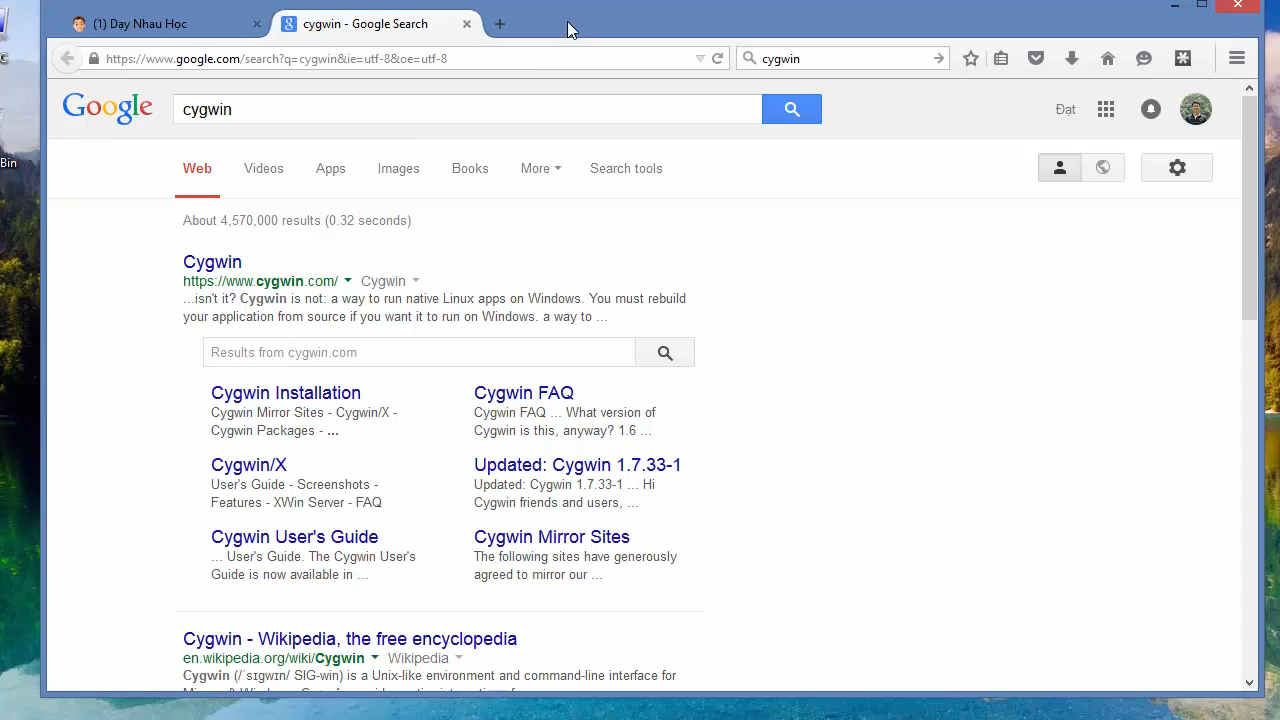 (1) Dạy Nhau Học
cygwin - Google Search
https://www.google.com/search?q=cygwin&ie=utf-8&oe=utf-8
cygwin
Google
cygwin
Đạt
Web
Videos
Apps
Images
Books
More
Search tools
About 4,570,000 results (0.32 seconds)
Cygwin
https://www.cygwin.com/
Cygwin
...isn't it? Cygwin is not: a way to run native Linux apps on Windows. You must rebuild
your application from source if you want it to run on Windows. a way to ...
Results from cygwin.com
Cygwin Installation
Cygwin Mirror Sites - Cygwin/X -
Cygwin Packages - ...
Cygwin FAQ
Cygwin FAQ ... What version of
Cygwin is this, anyway? 1.6 ...
Cygwin/X
User's Guide - Screenshots -
Features - XWin Server - FAQ
Updated: Cygwin 1.7.33-1
Updated: Cygwin 1.7.33-1 ... Hi
Cygwin friends and users, ...
Cygwin User's Guide
... User's Guide. The Cygwin User's
Guide is now available in ...
Cygwin Mirror Sites
The following sites have generously
agreed to mirror our ...
Cygwin - Wikipedia, the free encyclopedia
en.wikipedia.org/wiki/Cygwin
Wikipedia
Cygwin (/ˈsɪɡwɪn/ SIG-win) is a Unix-like environment and command-line interface for
Bin